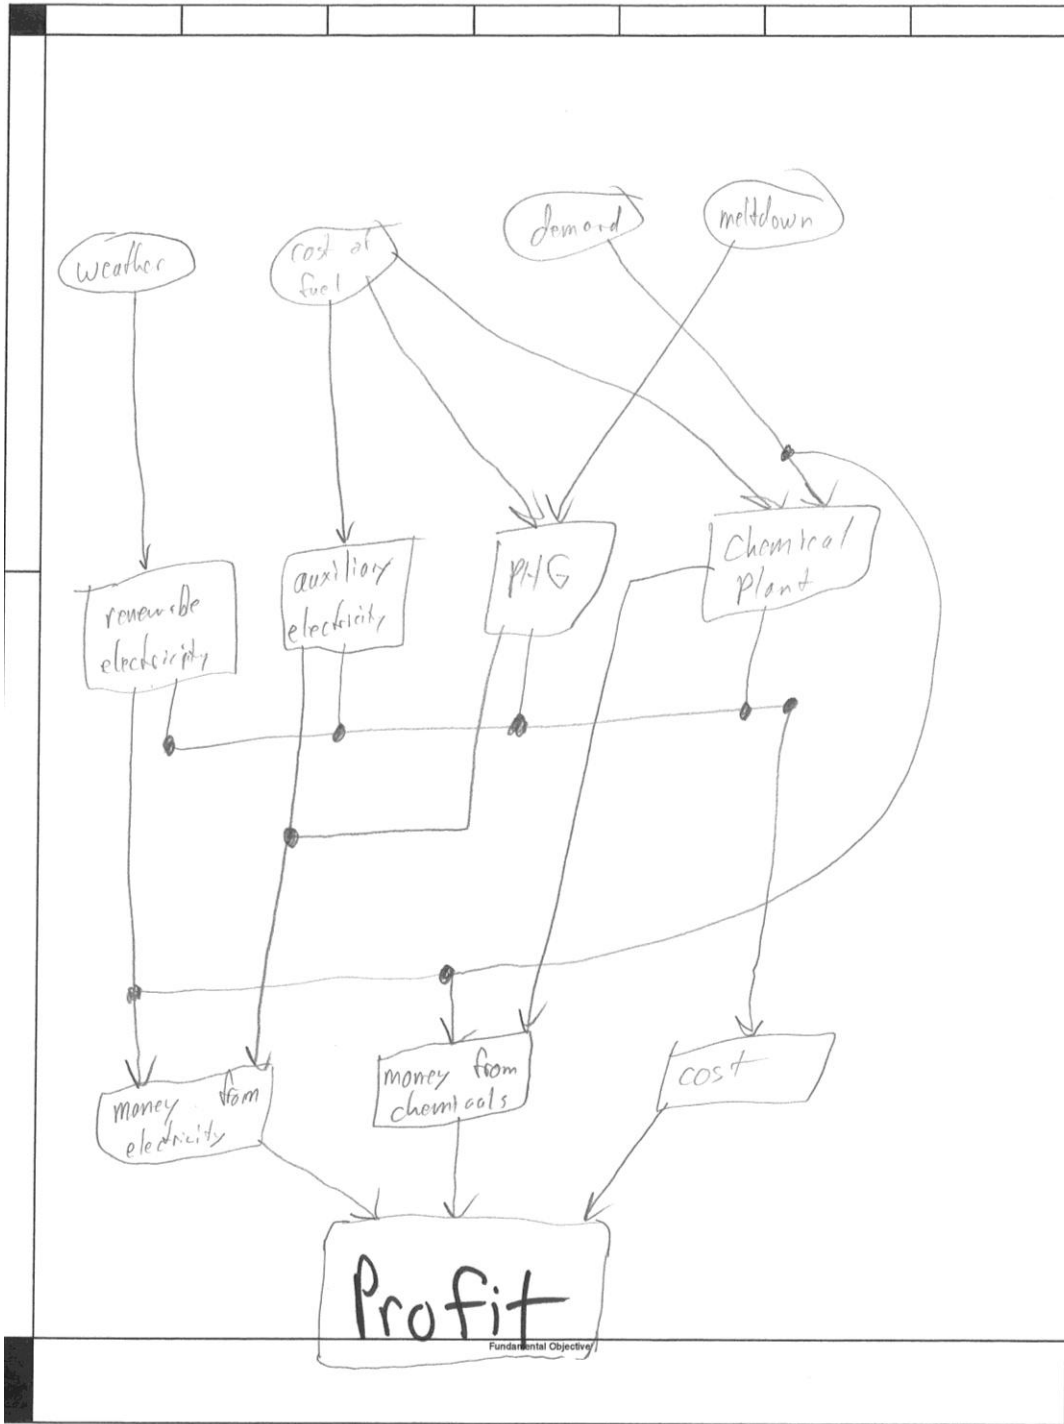 demand
meltdown
weather
cost of
fuel
auxiliary
electricity
PHG
Chemical
Plant
renewable
electricity
money from
electricity
money from
chemicals
cost
Profit
Fundamental Objective